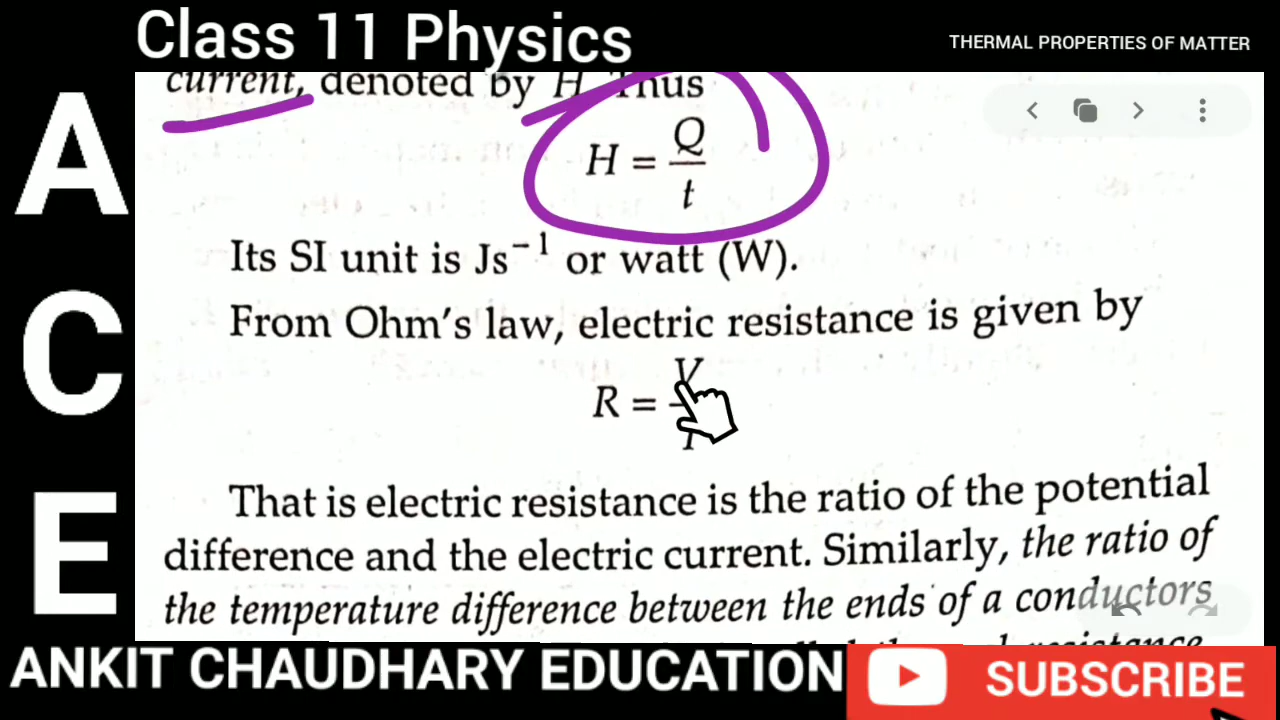 Class 11 Physics
THERMAL PROPERTIES OF MATTER
current, denoted by H. Thus
H = Q/t
Its SI unit is Js⁻¹ or watt (W).
From Ohm's law, electric resistance is given by
R = V/I
That is electric resistance is the ratio of the potential
difference and the electric current. Similarly, the ratio of
the temperature difference between the ends of a conductors
resistance
A
C
E
ANKIT CHAUDHARY EDUCATION
SUBSCRIBE